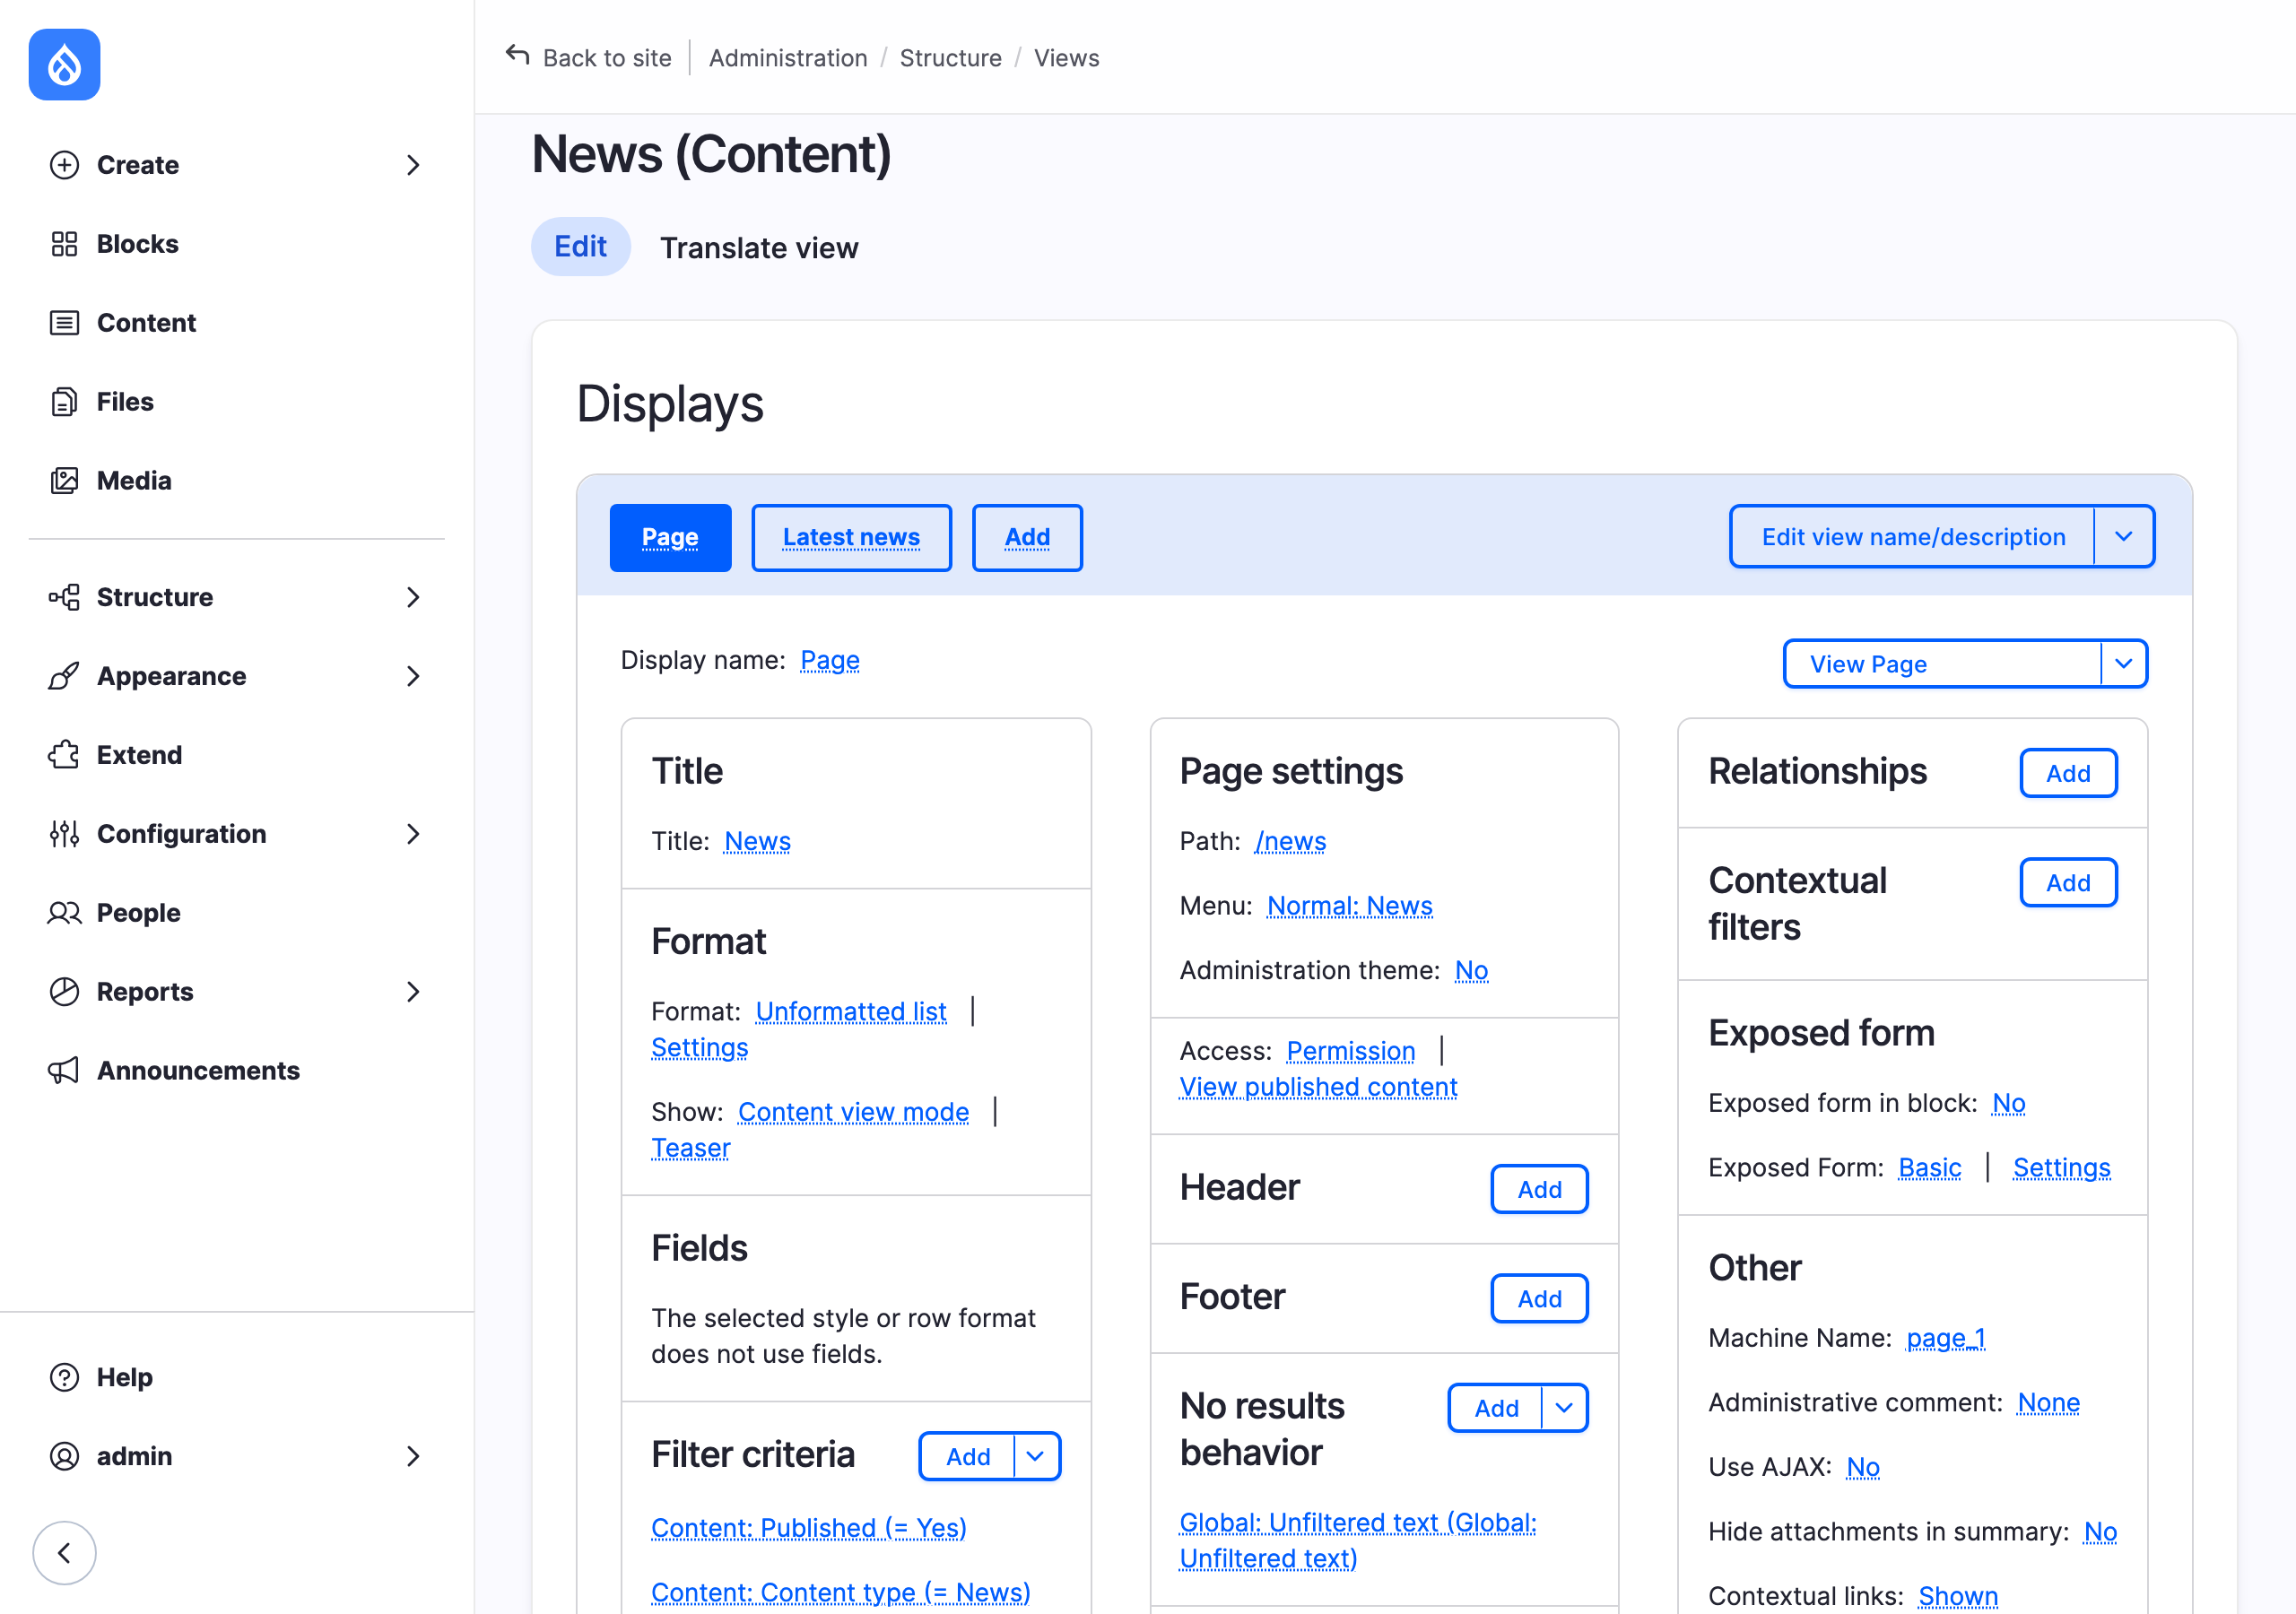 Create
Blocks
Content
Files
Media
Structure
Appearance
Extend
Configuration
People
Reports
Announcements
Help
admin
Back to site
Administration / Structure / Views
News (Content)
Edit
Translate view
Displays
Page
Latest news
Add
Edit view name/description
Display name: Page
View Page
Title
Title: News
Format
Format: Unformatted list |
Settings
Show: Content view mode |
Teaser
Fields
The selected style or row format
does not use fields.
Filter criteria
Add
Content: Published (= Yes)
Content: Content type (= News)
Page settings
Path: /news
Menu: Normal: News
Administration theme: No
Access: Permission |
View published content
Header
Add
Footer
Add
No results
behavior
Add
Global: Unfiltered text (Global:
Unfiltered text)
Relationships
Add
Contextual
filters
Add
Exposed form
Exposed form in block: No
Exposed Form: Basic | Settings
Other
Machine Name: page_1
Administrative comment: None
Use AJAX: No
Hide attachments in summary: No
Contextual links: Shown